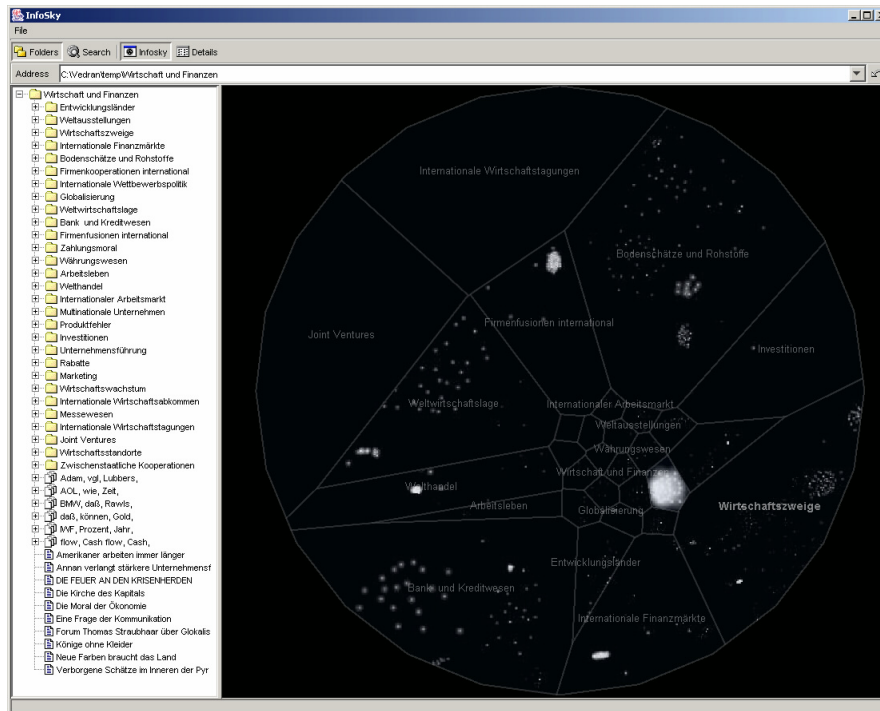 InfoSky
File
Folders Search Infosky Details
Address C:\Vedran\temp\Wirtschaft und Finanzen
Wirtschaft und Finanzen
Entwicklungsländer
Weltausstellungen
Wirtschaftszweige
Internationale Finanzmärkte
Bodenschätze und Rohstoffe
Firmenkooperationen international
Internationale Wettbewerbspolitik
Globalisierung
Weltwirtschaftslage
Bank und Kreditwesen
Firmenfusionen international
Zahlungsmoral
Währungswesen
Arbeitsleben
Welthandel
Internationaler Arbeitsmarkt
Multinationale Unternehmen
Produktfehler
Investitionen
Unternehmensführung
Rabatte
Marketing
Wirtschaftswachstum
Internationale Wirtschaftsabkommen
Messewesen
Internationale Wirtschaftstagungen
Joint Ventures
Wirtschaftsstandorte
Zwischenstaatliche Kooperationen
Adam, vgl, Lubbers,
AOL, wie, Zeit,
BMW, daß, Rawls,
daß, können, Gold,
IWF, Prozent, Jahr,
flow, Cash flow, Cash,
Amerikaner arbeiten immer länger
Annan verlangt stärkere Unternehmensf
DIE FEUER AN DEN KRISENHERDEN
Die Kirche des Kapitals
Die Moral der Ökonomie
Eine Frage der Kommunikation
Forum Thomas Straubhaar über Glokalis
Könige ohne Kleider
Neue Farben braucht das Land
Verborgene Schätze im Inneren der Pyr
Internationale Wirtschaftstagungen
Bodenschätze und Rohstoffe
Firmenfusionen international
Joint Ventures
Investitionen
Weltwirtschaftslage
Internationaler Arbeitsmarkt
Weltausstellungen
Währungswesen
Wirtschaft und Finanzen
Welthandel
Arbeitsleben
Globalisierung
Wirtschaftszweige
Entwicklungsländer
Bank und Kreditwesen
Internationale Finanzmärkte